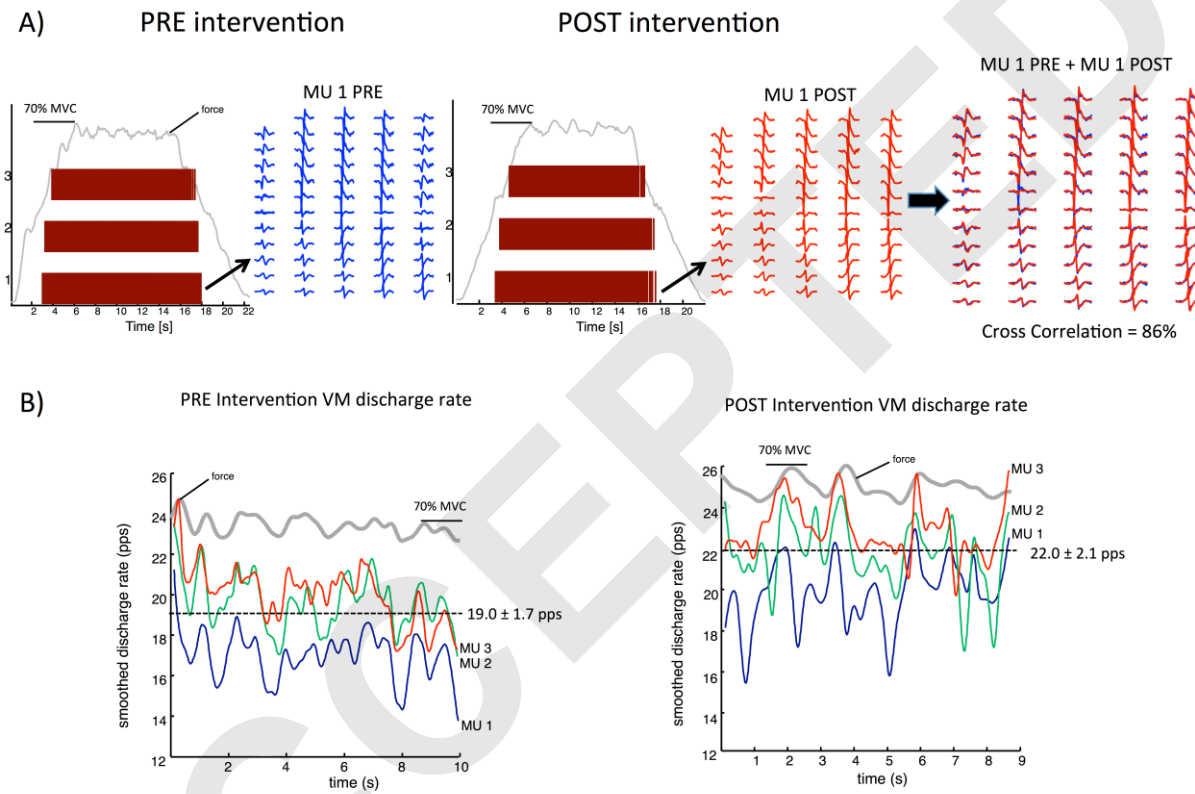 A)
PRE intervention
POST intervention
70% MVC
force
MU 1 PRE
3
2
1
2 4 6 8 10 12 14 16 18 20 22
Time [s]
70% MVC
MU 1 POST
3
2
1
2 4 6 8 10 12 14 16 18 20
Time [s]
MU 1 PRE + MU 1 POST
Cross Correlation = 86%
B)
PRE Intervention VM discharge rate
force
70% MVC
smoothed discharge rate (pps)
26
24
22
20
18
16
14
12
19.0 ± 1.7 pps
MU 3
MU 2
MU 1
2 4 6 8 10
time (s)
POST Intervention VM discharge rate
70% MVC
force
smoothed discharge rate (pps)
26
24
22
20
18
16
14
12
MU 3
MU 2
MU 1
22.0 ± 2.1 pps
1 2 3 4 5 6 7 8 9
time (s)
CCEPTED